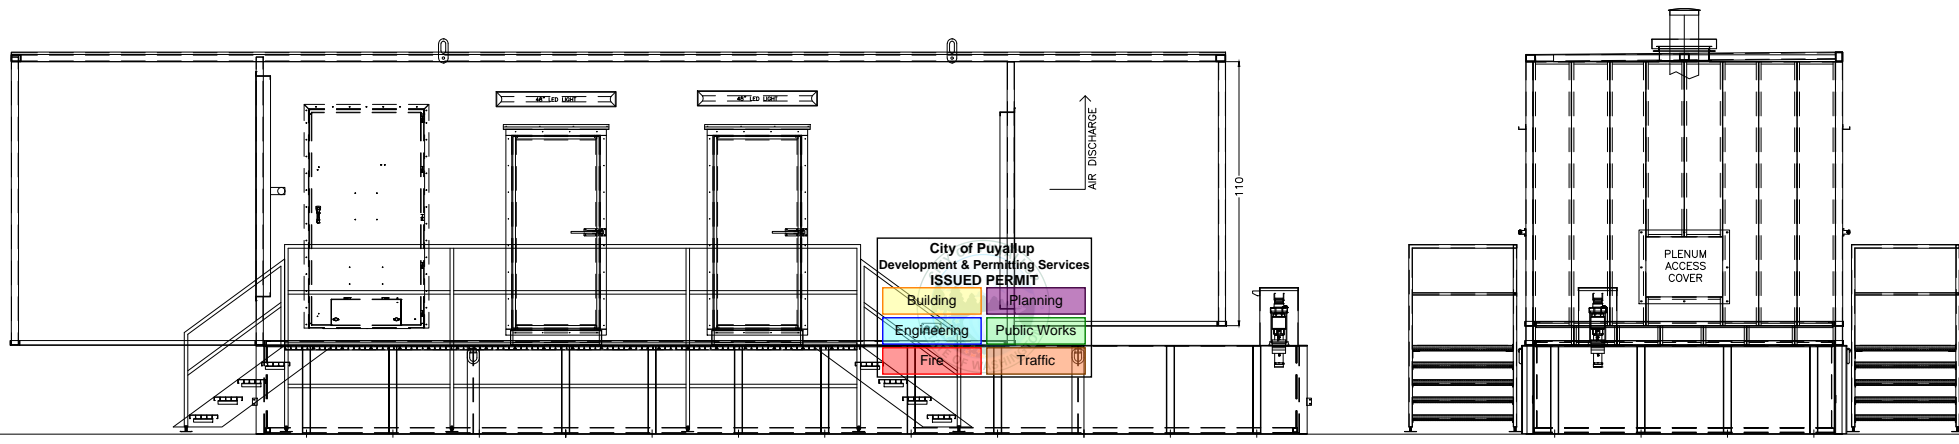 48" LED LIGHT
48" LED LIGHT
AIR DISCHARGE
110
City of Puyallup
Development & Permitting Services
ISSUED PERMIT
Building
Planning
Engineering
Public Works
Fire
Traffic
PLENUM
ACCESS
COVER